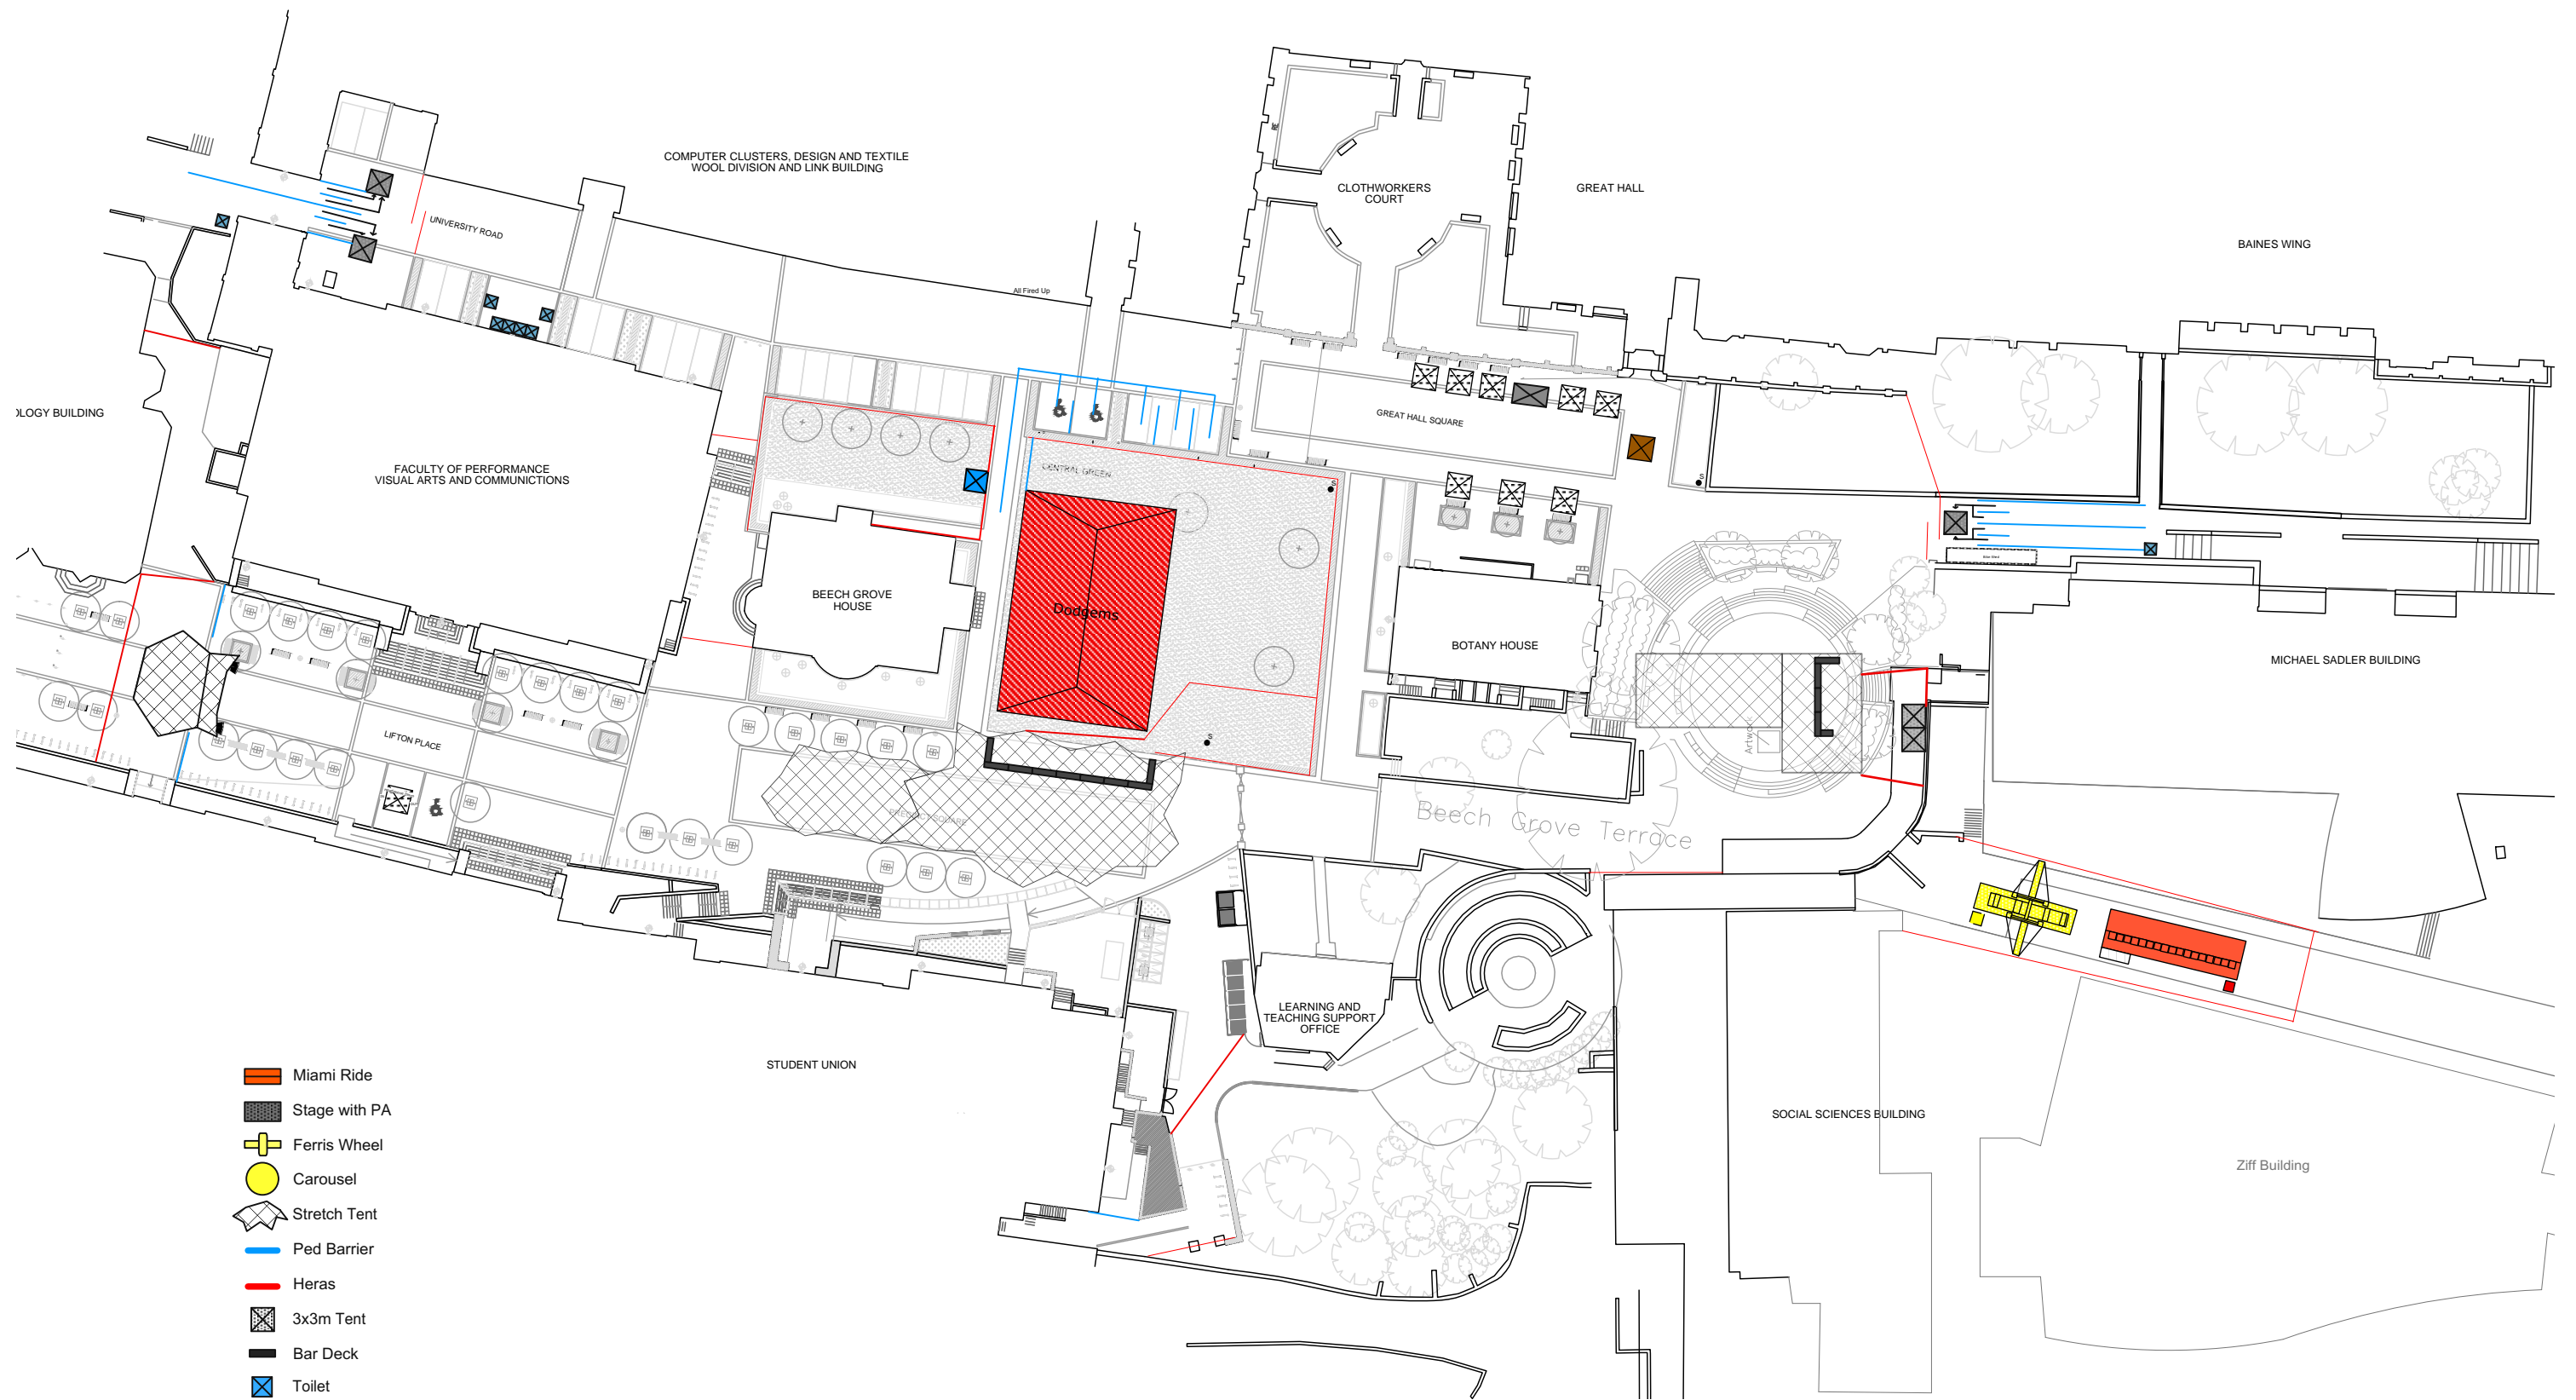 COMPUTER CLUSTERS, DESIGN AND TEXTILE
WOOL DIVISION AND LINK BUILDING
CLOTHWORKERS
COURT
GREAT HALL
BAINES WING
UNIVERSITY ROAD
All Fired Up
OLOGY BUILDING
GREAT HALL SQUARE
FACULTY OF PERFORMANCE
VISUAL ARTS AND COMMUNICTIONS
CENTRAL GREEN
S
S
BEECH GROVE
HOUSE
Dodgems
BOTANY HOUSE
MICHAEL SADLER BUILDING
LIFTON PLACE
Artwork
S
PRECINCT SQUARE
Beech Grove Terrace
LEARNING AND
TEACHING SUPPORT
OFFICE
STUDENT UNION
SOCIAL SCIENCES BUILDING
Ziff Building
Miami Ride
Stage with PA
Ferris Wheel
Carousel
Stretch Tent
Ped Barrier
Heras
3x3m Tent
Bar Deck
Toilet